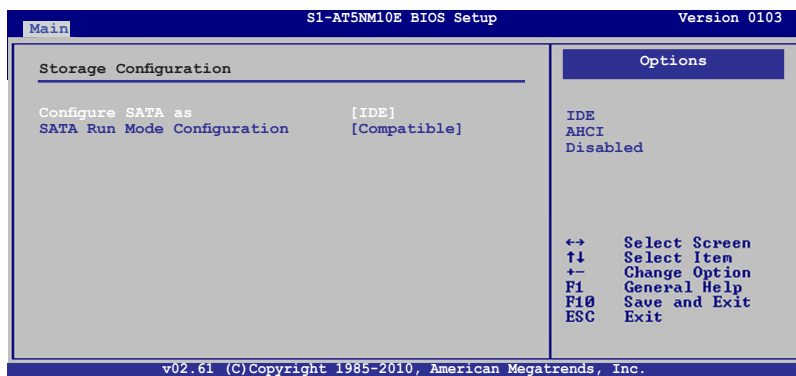 S1-AT5NM10E BIOS Setup Version 0103
Main
Storage Configuration
Configure SATA as [IDE]
SATA Run Mode Configuration [Compatible]
Options
IDE
AHCI
Disabled
←→ Select Screen
↑↓ Select Item
+- Change Option
F1 General Help
F10 Save and Exit
ESC Exit
v02.61 (C)Copyright 1985-2010, American Megatrends, Inc.